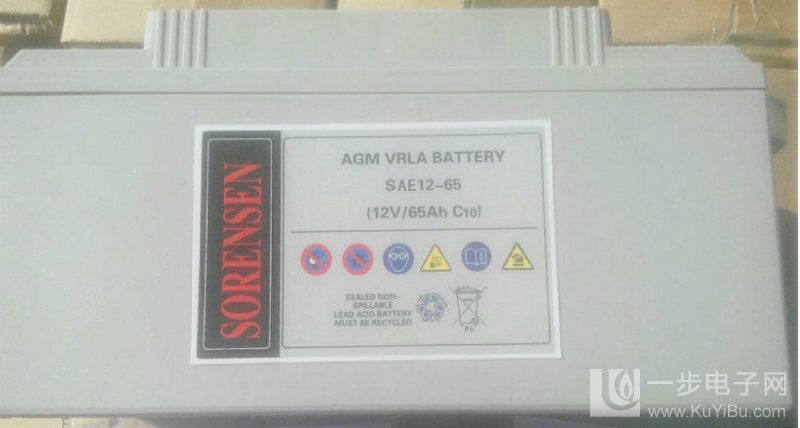 SORENSEN
AGM VRLA BATTERY
SAE12-65
(12V/65Ah C10)
SEALED NON-
SPILLABLE
LEAD ACID BATTERY
MUST BE RECYCLED
Pb
一步电子网
www.KuYiBu.com